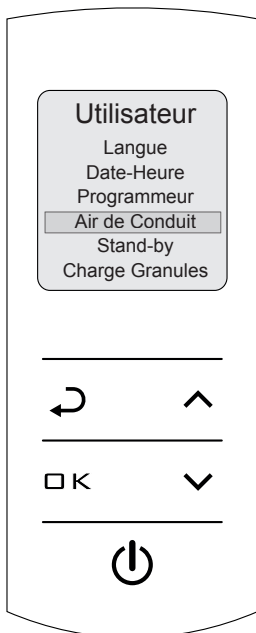 Utilisateur
Langue
Date-Heure
Programmeur
Air de Conduit
Stand-by
Charge Granules
OK